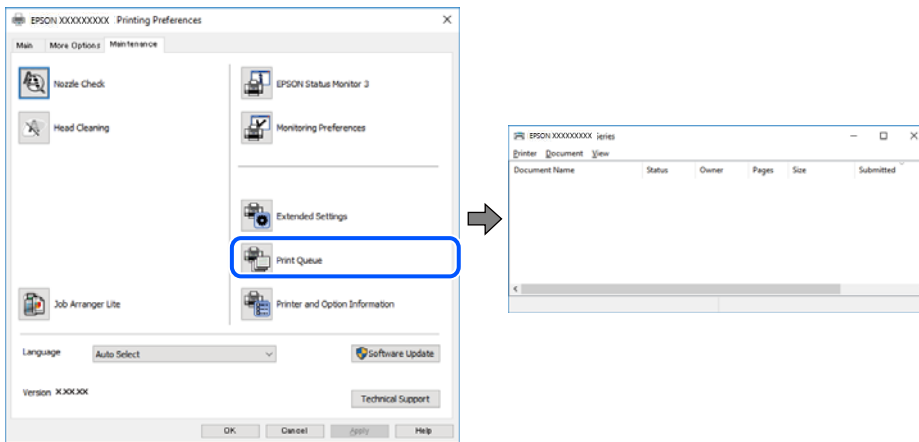 EPSON XXXXXXXXX Printing Preferences
Main More Options Maintenance
Nozzle Check
EPSON Status Monitor 3
Head Cleaning
Monitoring Preferences
Extended Settings
Print Queue
Job Arranger Lite
Printer and Option Information
Language Auto Select
Software Update
Version X.XX.XX
Technical Support
OK Cancel Apply Help
EPSON XXXXXXXXX Series
Printer Document View
Document Name Status Owner Pages Size Submitted